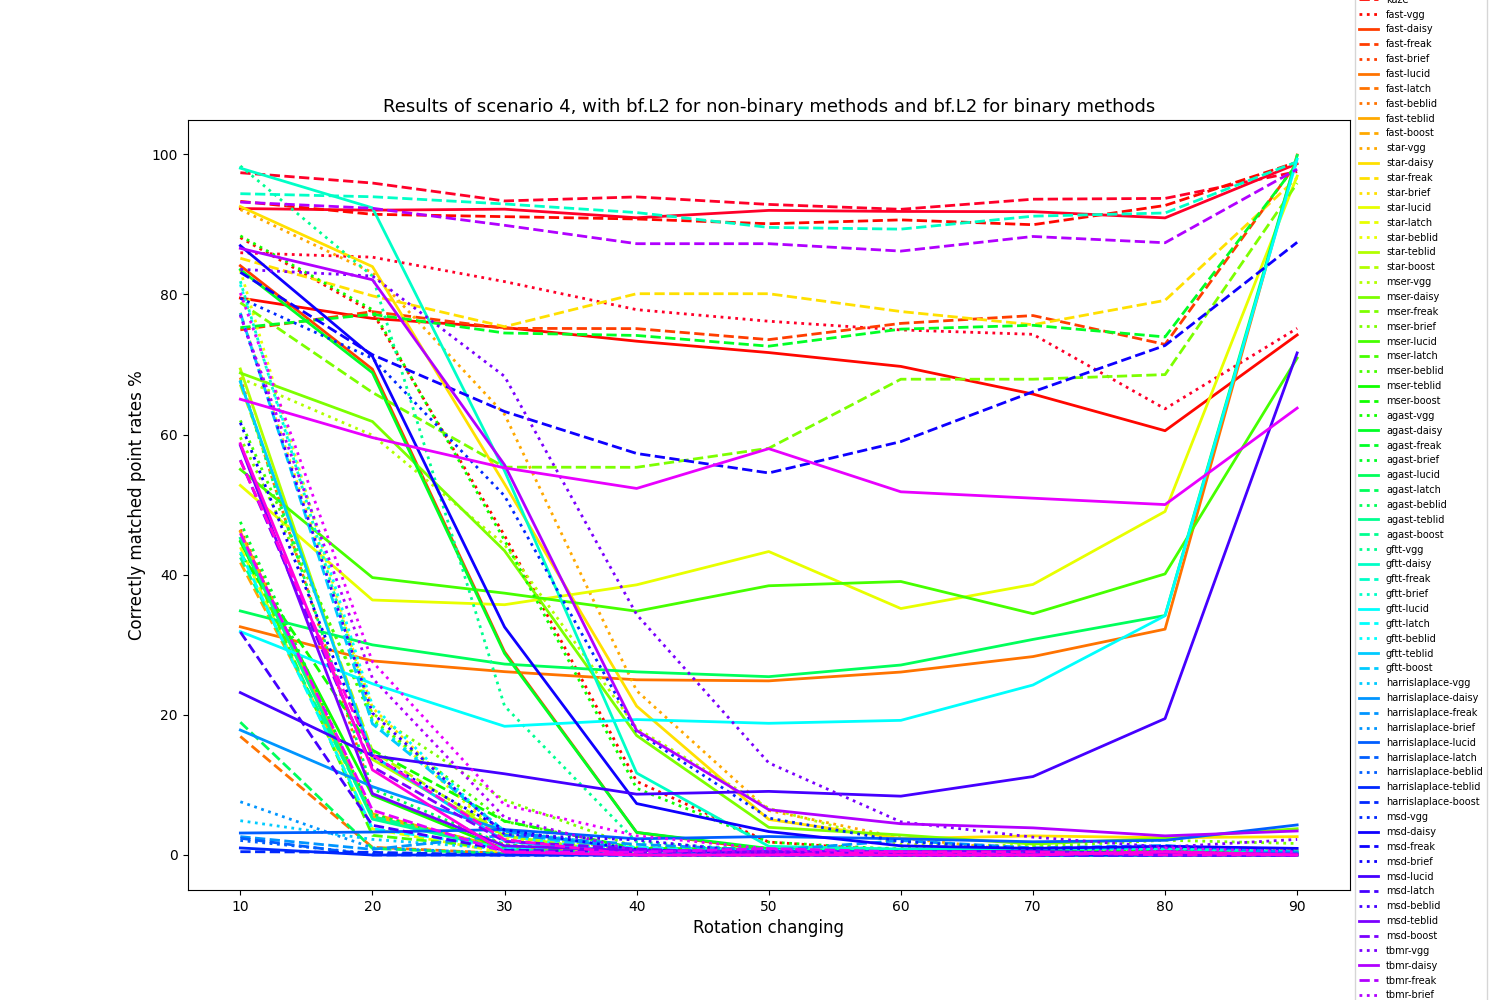 Results of scenario 4, with bf.L2 for non-binary methods and bf.L2 for binary methods
Correctly matched point rates %
100
80
60
40
20
0
10 20 30 40 50 60 70 80 90
Rotation changing
kaze
fast-vgg
fast-daisy
fast-freak
fast-brief
fast-lucid
fast-latch
fast-beblid
fast-teblid
fast-boost
star-vgg
star-daisy
star-freak
star-brief
star-lucid
star-latch
star-beblid
star-teblid
star-boost
mser-vgg
mser-daisy
mser-freak
mser-brief
mser-lucid
mser-latch
mser-beblid
mser-teblid
mser-boost
agast-vgg
agast-daisy
agast-freak
agast-brief
agast-lucid
agast-latch
agast-beblid
agast-teblid
agast-boost
gftt-vgg
gftt-daisy
gftt-freak
gftt-brief
gftt-lucid
gftt-latch
gftt-beblid
gftt-teblid
gftt-boost
harrislaplace-vgg
harrislaplace-daisy
harrislaplace-freak
harrislaplace-brief
harrislaplace-lucid
harrislaplace-latch
harrislaplace-beblid
harrislaplace-teblid
harrislaplace-boost
msd-vgg
msd-daisy
msd-freak
msd-brief
msd-lucid
msd-latch
msd-beblid
msd-teblid
msd-boost
tbmr-vgg
tbmr-daisy
tbmr-freak
tbmr-brief